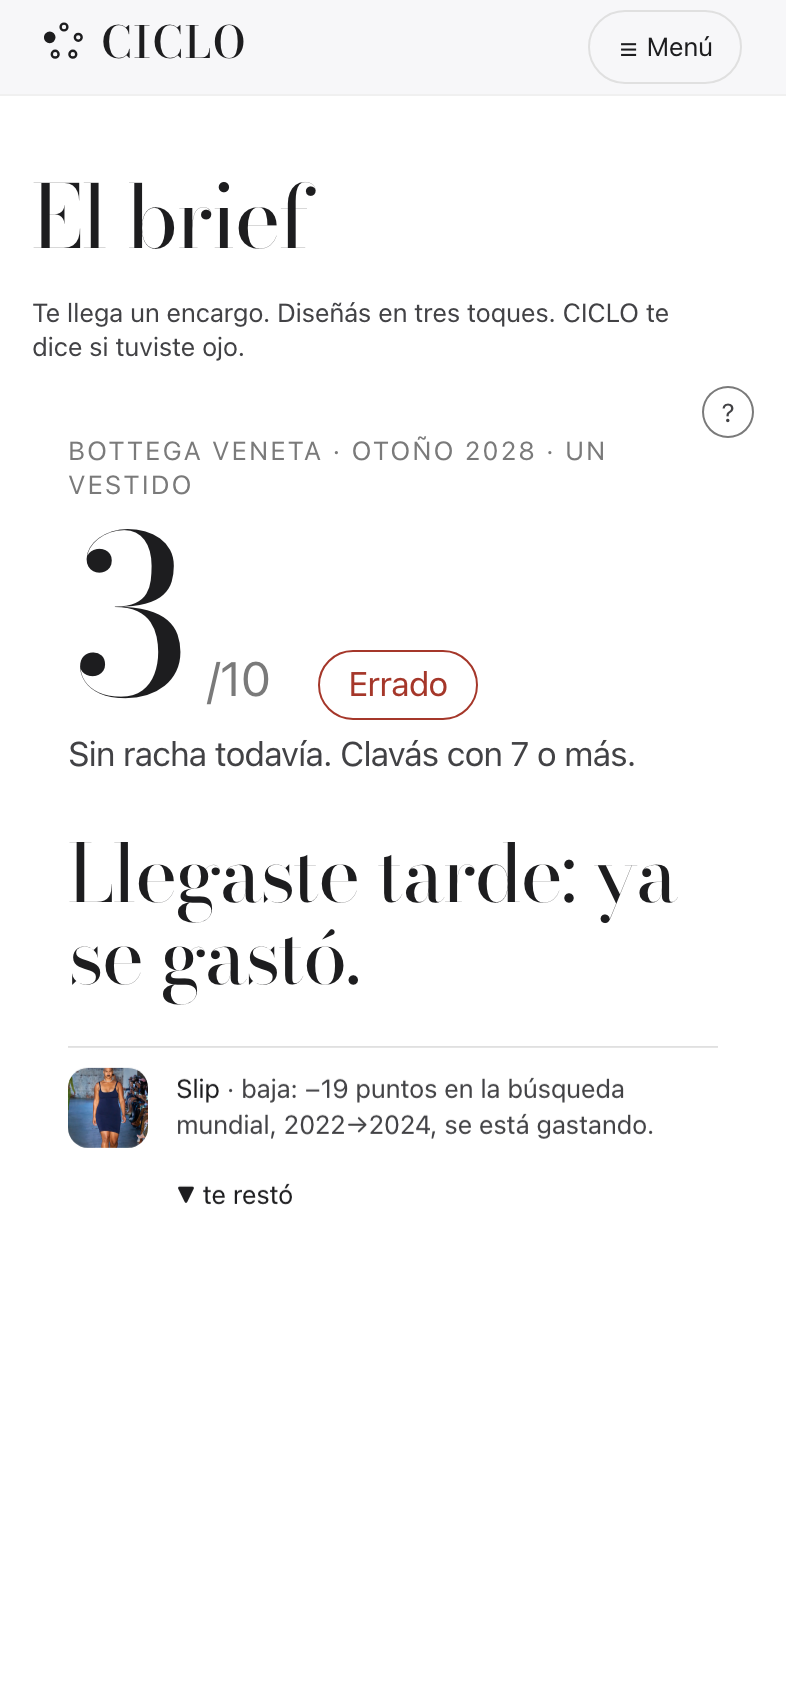 CICLO
≡ Menú
El brief
Te llega un encargo. Diseñás en tres toques. CICLO te
dice si tuviste ojo.
?
BOTTEGA VENETA · OTOÑO 2028 · UN
VESTIDO
3 /10 Errado
Sin racha todavía. Clavás con 7 o más.
Llegaste tarde: ya
se gastó.
Slip · baja: −19 puntos en la búsqueda
mundial, 2022→2024, se está gastando.
▼ te restó